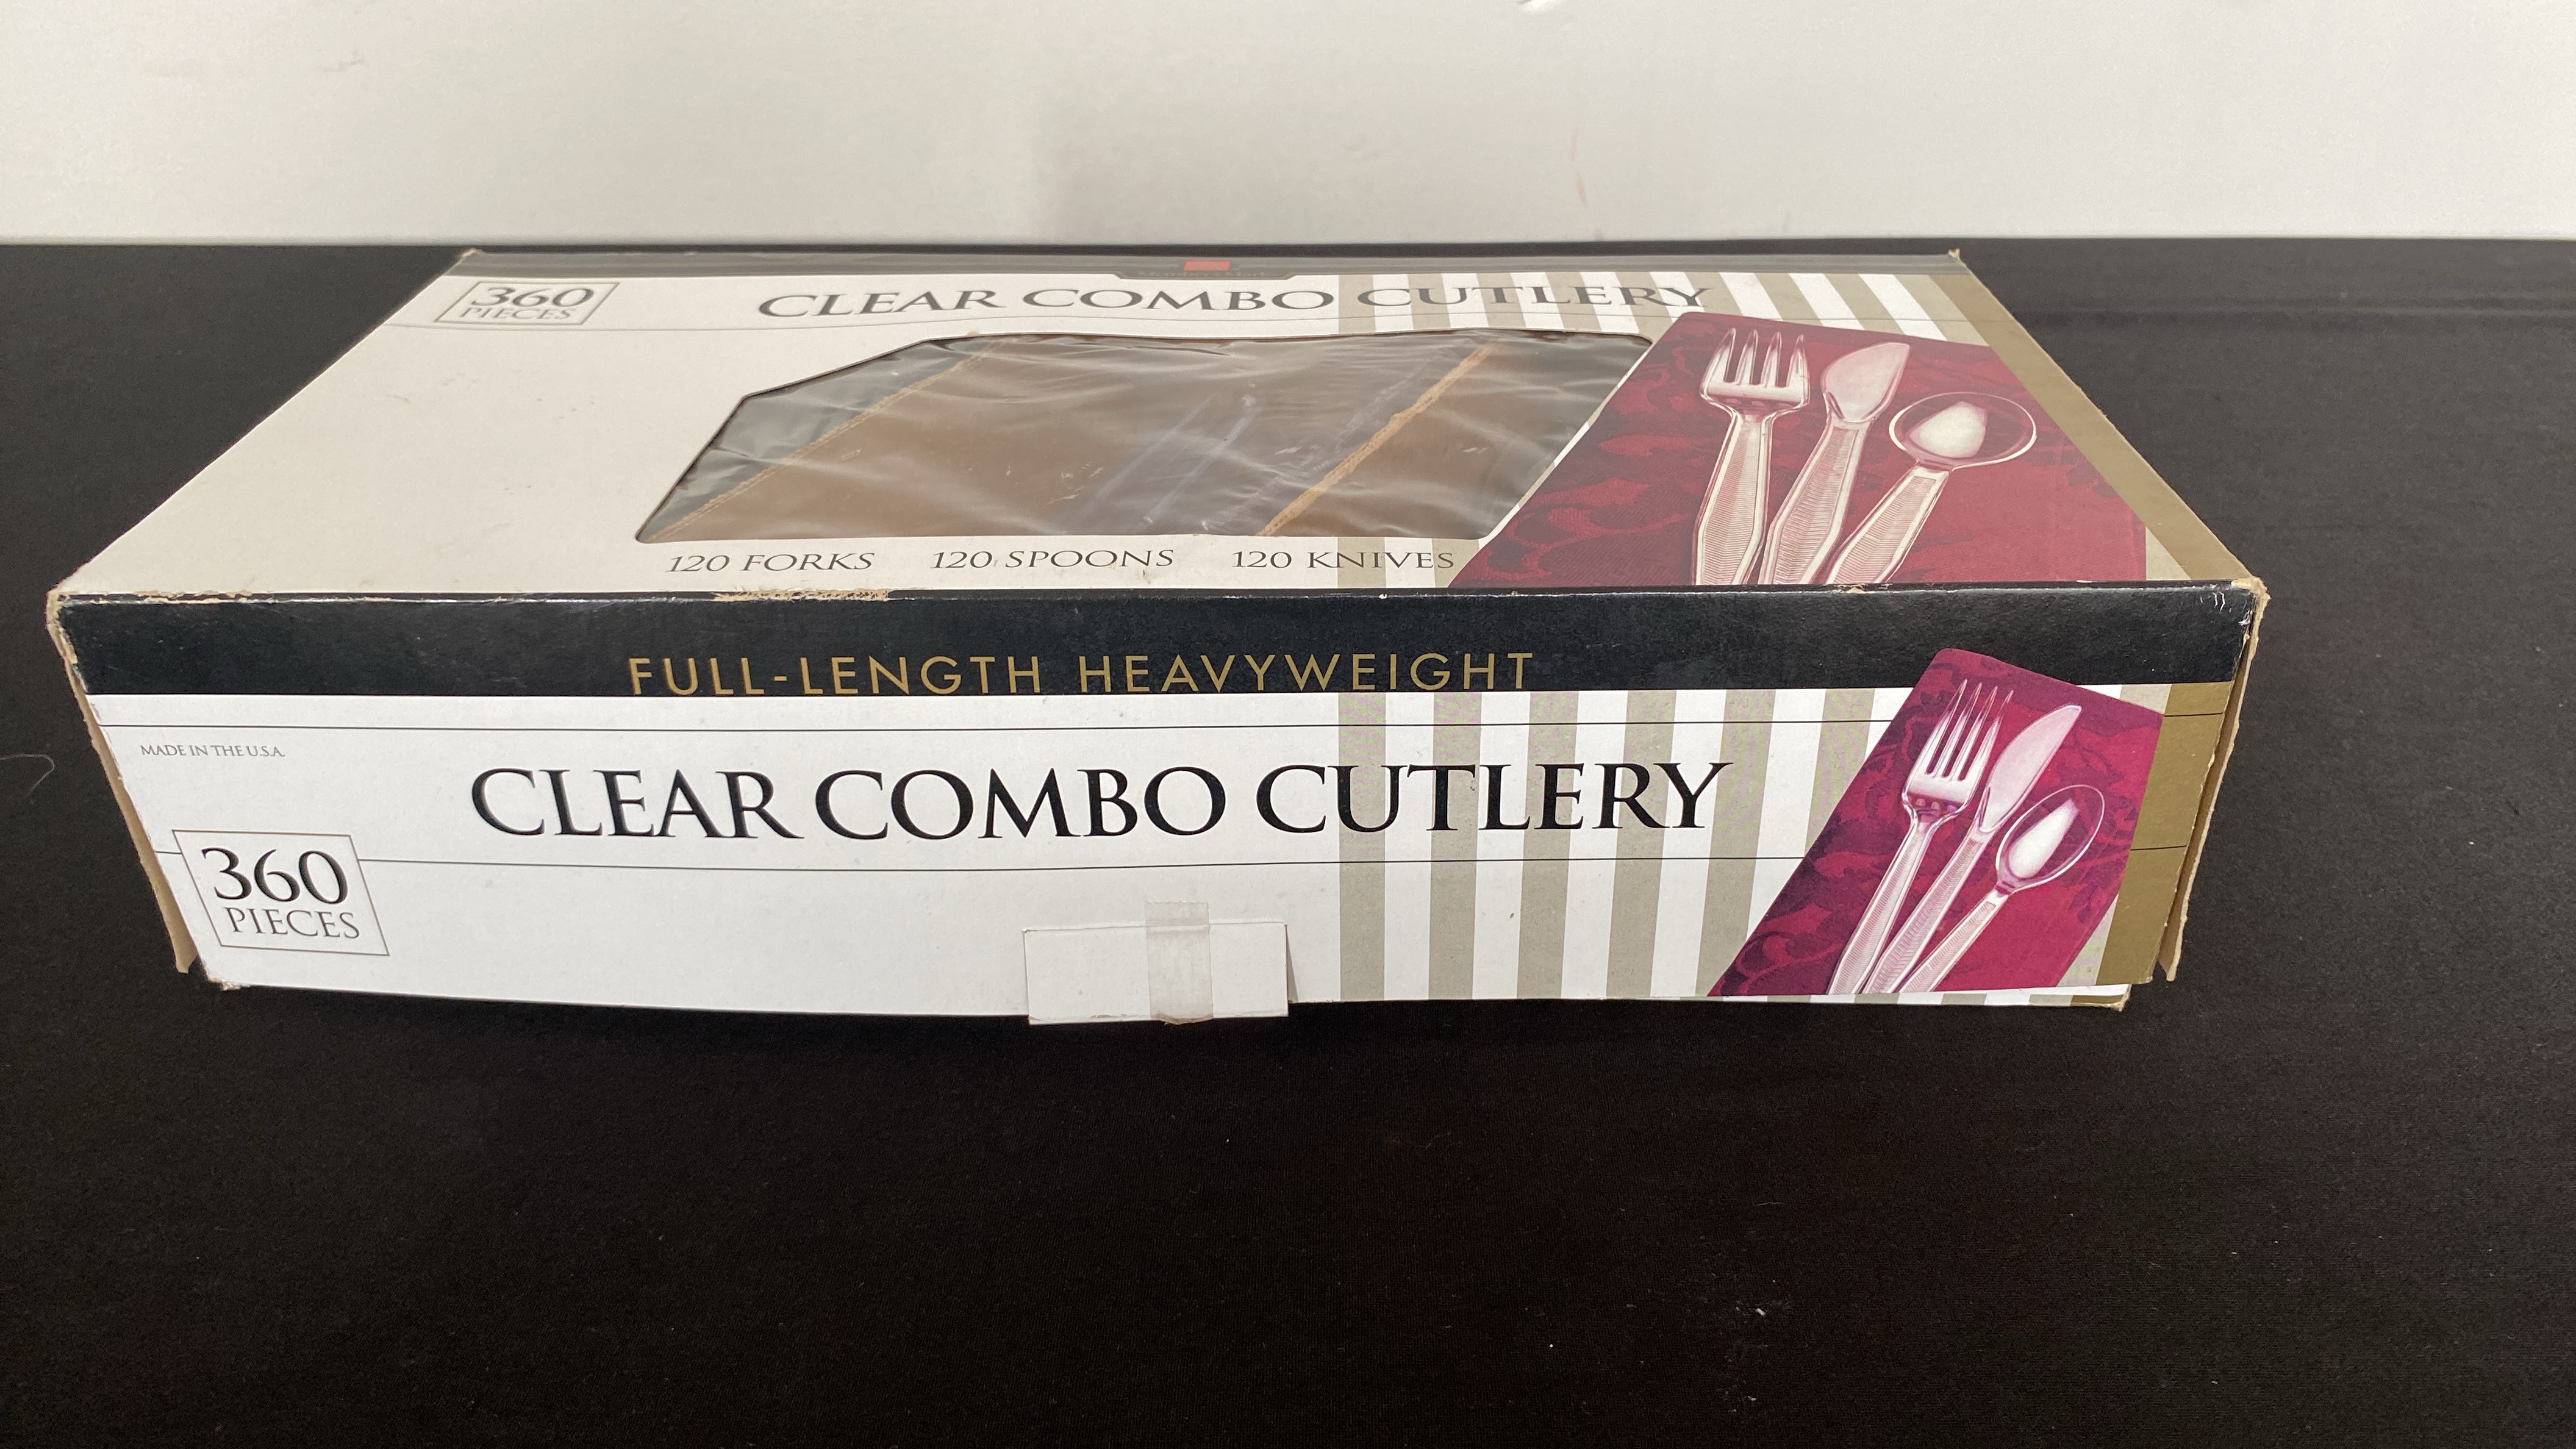 360
PIECES
CLEAR COMBO CUTLERY
120 FORKS 120 SPOONS 120 KNIVES
FULL-LENGTH HEAVYWEIGHT
MADE IN THE U.S.A.
CLEAR COMBO CUTLERY
360
PIECES